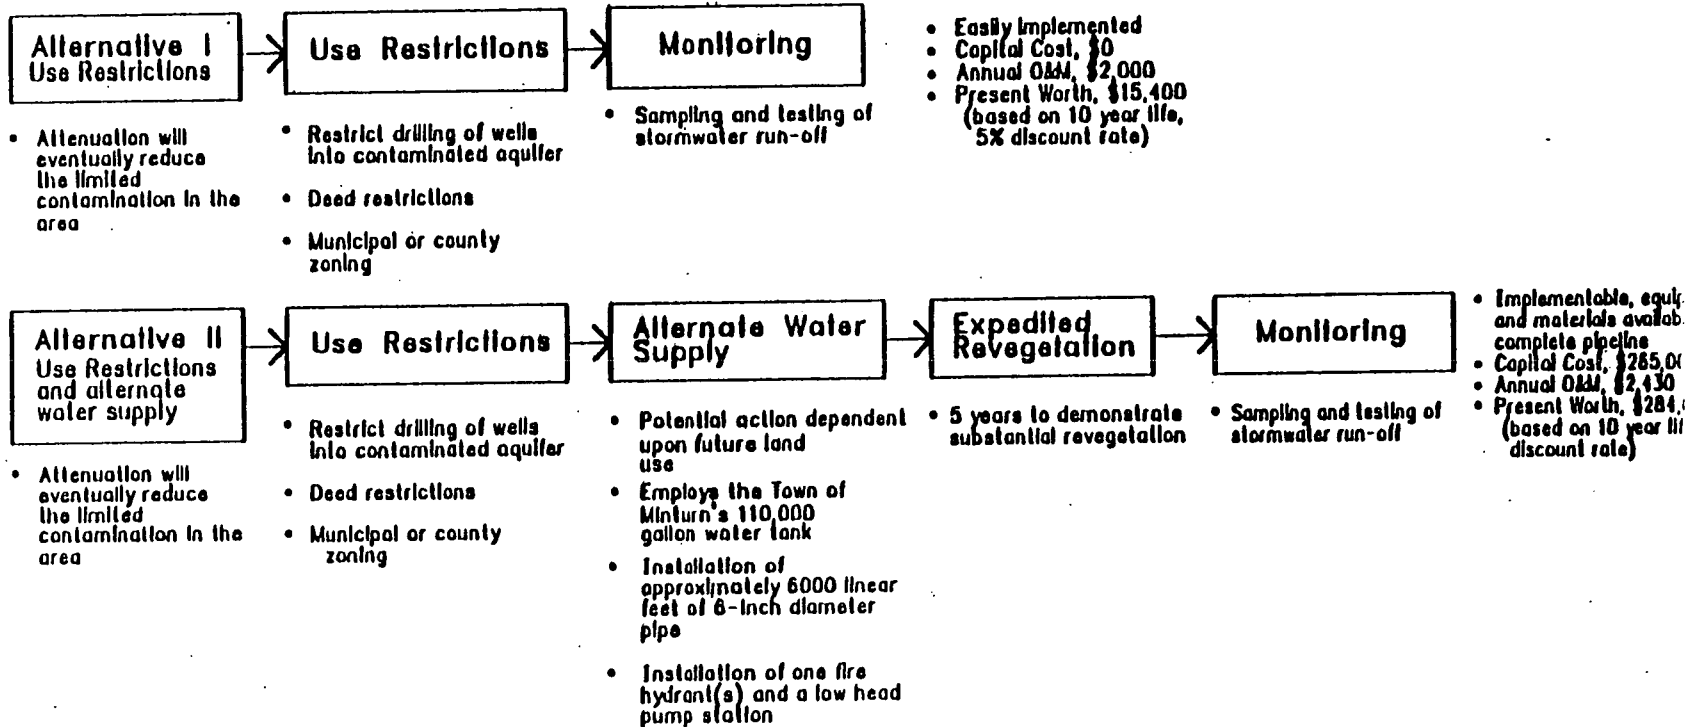 Alternative I
Use Restrictions
• Attenuation will
eventually reduce
the limited
contamination in the
area
Use Restrictions
• Restrict drilling of wells
into contaminated aquifer
• Deed restrictions
• Municipal or county
zoning
Monitoring
• Sampling and testing of
stormwater run-off
• Easily Implemented
• Capital Cost, $0
• Annual O&M, $2,000
• Present Worth, $15,400
(based on 10 year life,
5% discount rate)
Alternative II
Use Restrictions
and alternate
water supply
• Attenuation will
eventually reduce
the limited
contamination in the
area
Use Restrictions
• Restrict drilling of wells
into contaminated aquifer
• Deed restrictions
• Municipal or county
zoning
Alternate Water
Supply
• Potential action dependent
upon future land
use
• Employs the Town of
Minturn's 110,000
gallon water tank
• Installation of
approximately 6000 linear
feet of 6-inch diameter
pipe
• Installation of one fire
hydrant(s) and a low head
pump station
Expedited
Revegetation
• 5 years to demonstrate
substantial revegetation
Monitoring
• Sampling and testing of
stormwater run-off
• Implementable,
and materials
complete pipeline
• Capital Cost,
• Annual O&M, $2,430
• Present Worth,
(based on 10 year
discount rate)